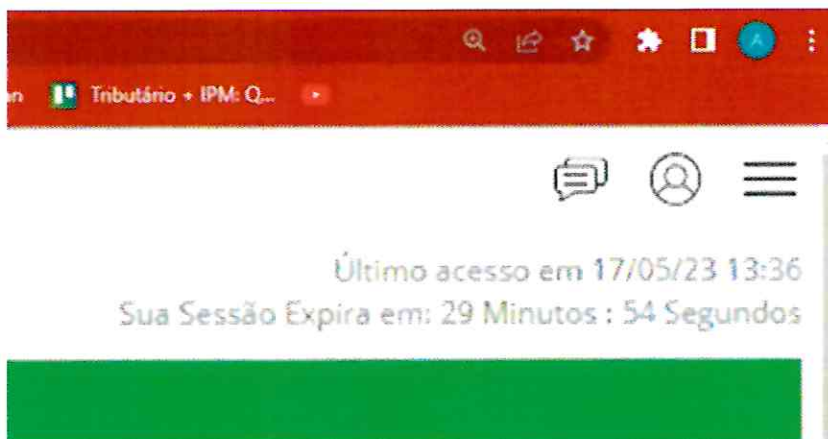 A
n Tributário + IPM: Q...
Último acesso em 17/05/23 13:36
Sua Sessão Expira em: 29 Minutos : 54 Segundos